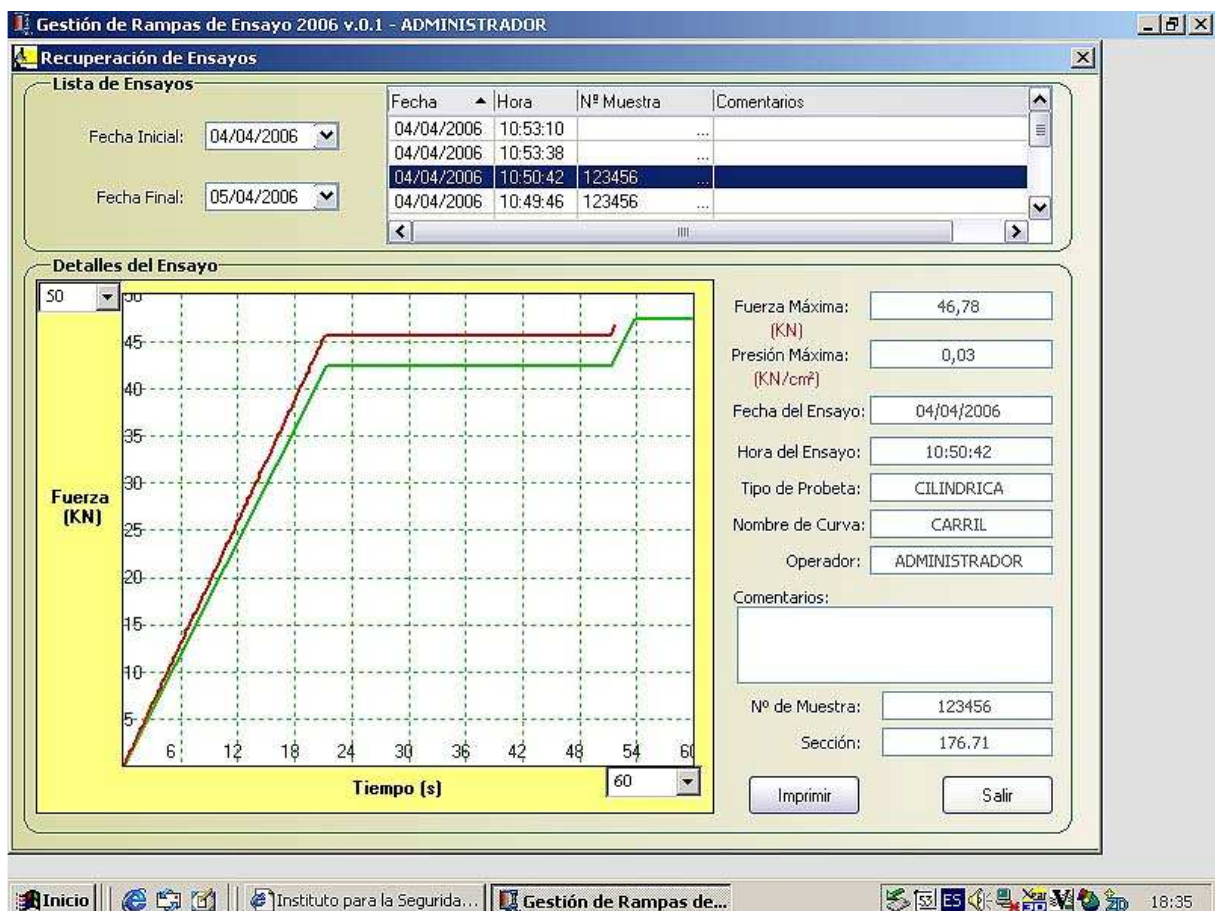 Gestión de Rampas de Ensayo 2006 v.0.1 - ADMINISTRADOR
Recuperación de Ensayos
Lista de Ensayos
Fecha Inicial: 04/04/2006
Fecha Final: 05/04/2006
Fecha Hora Nº Muestra Comentarios
04/04/2006 10:53:10 ...
04/04/2006 10:53:38 ...
04/04/2006 10:50:42 123456 ...
04/04/2006 10:49:46 123456 ...
Detalles del Ensayo
50
50
45
40
35
30
25
20
15
10
5
Fuerza
(KN)
6 12 18 24 30 36 42 48 54 60
Tiempo (s)
60
Fuerza Máxima: 46,78
(KN)
Presión Máxima: 0,03
(KN/cm²)
Fecha del Ensayo: 04/04/2006
Hora del Ensayo: 10:50:42
Tipo de Probeta: CILINDRICA
Nombre de Curva: CARRIL
Operador: ADMINISTRADOR
Comentarios:
Nº de Muestra: 123456
Sección: 176.71
Imprimir Salir
Inicio Instituto para la Segurida... Gestión de Rampas de... ES 18:35